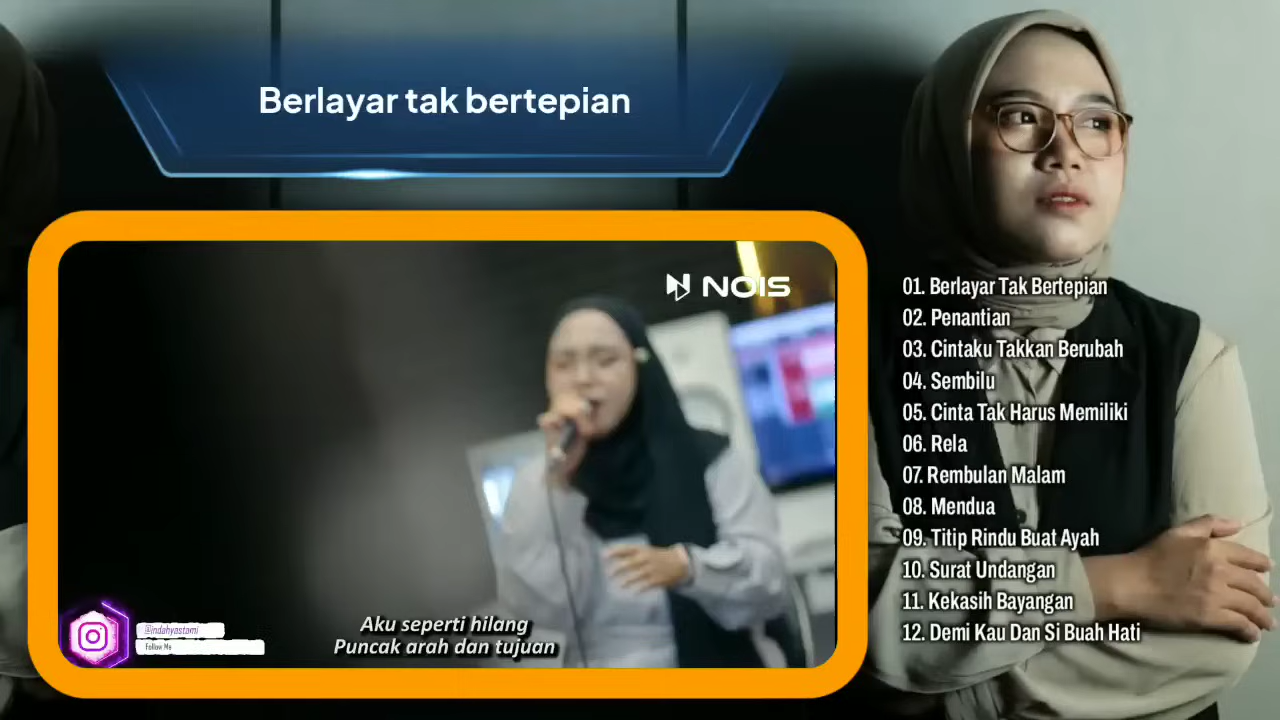 Berlayar tak bertepian
NOIS
01. Berlayar Tak Bertepian
02. Penantian
03. Cintaku Takkan Berubah
04. Sembilu
05. Cinta Tak Harus Memiliki
06. Rela
07. Rembulan Malam
08. Mendua
09. Titip Rindu Buat Ayah
10. Surat Undangan
11. Kekasih Bayangan
12. Demi Kau Dan Si Buah Hati
Aku seperti hilang
Puncak arah dan tujuan
@indahyastami
Follow Me